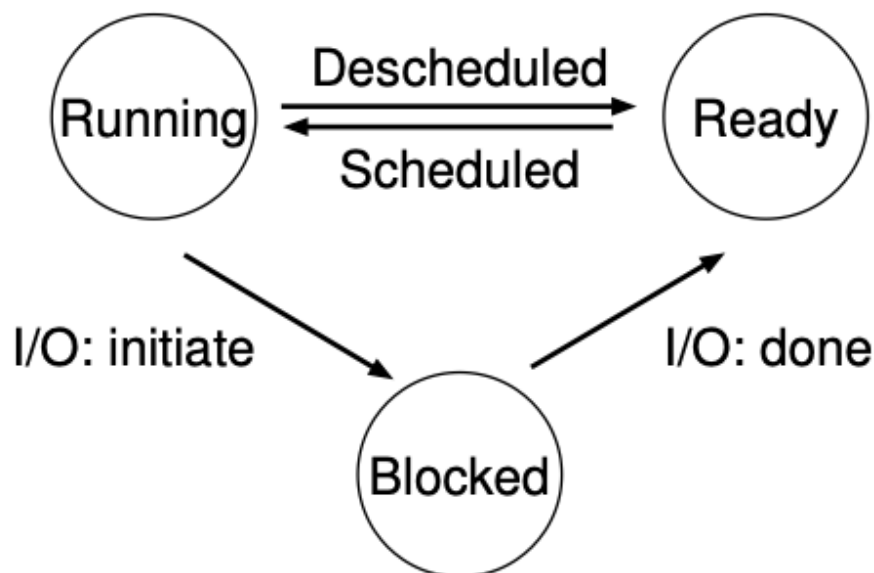 Descheduled
Running
Ready
Scheduled
I/O: initiate
I/O: done
Blocked